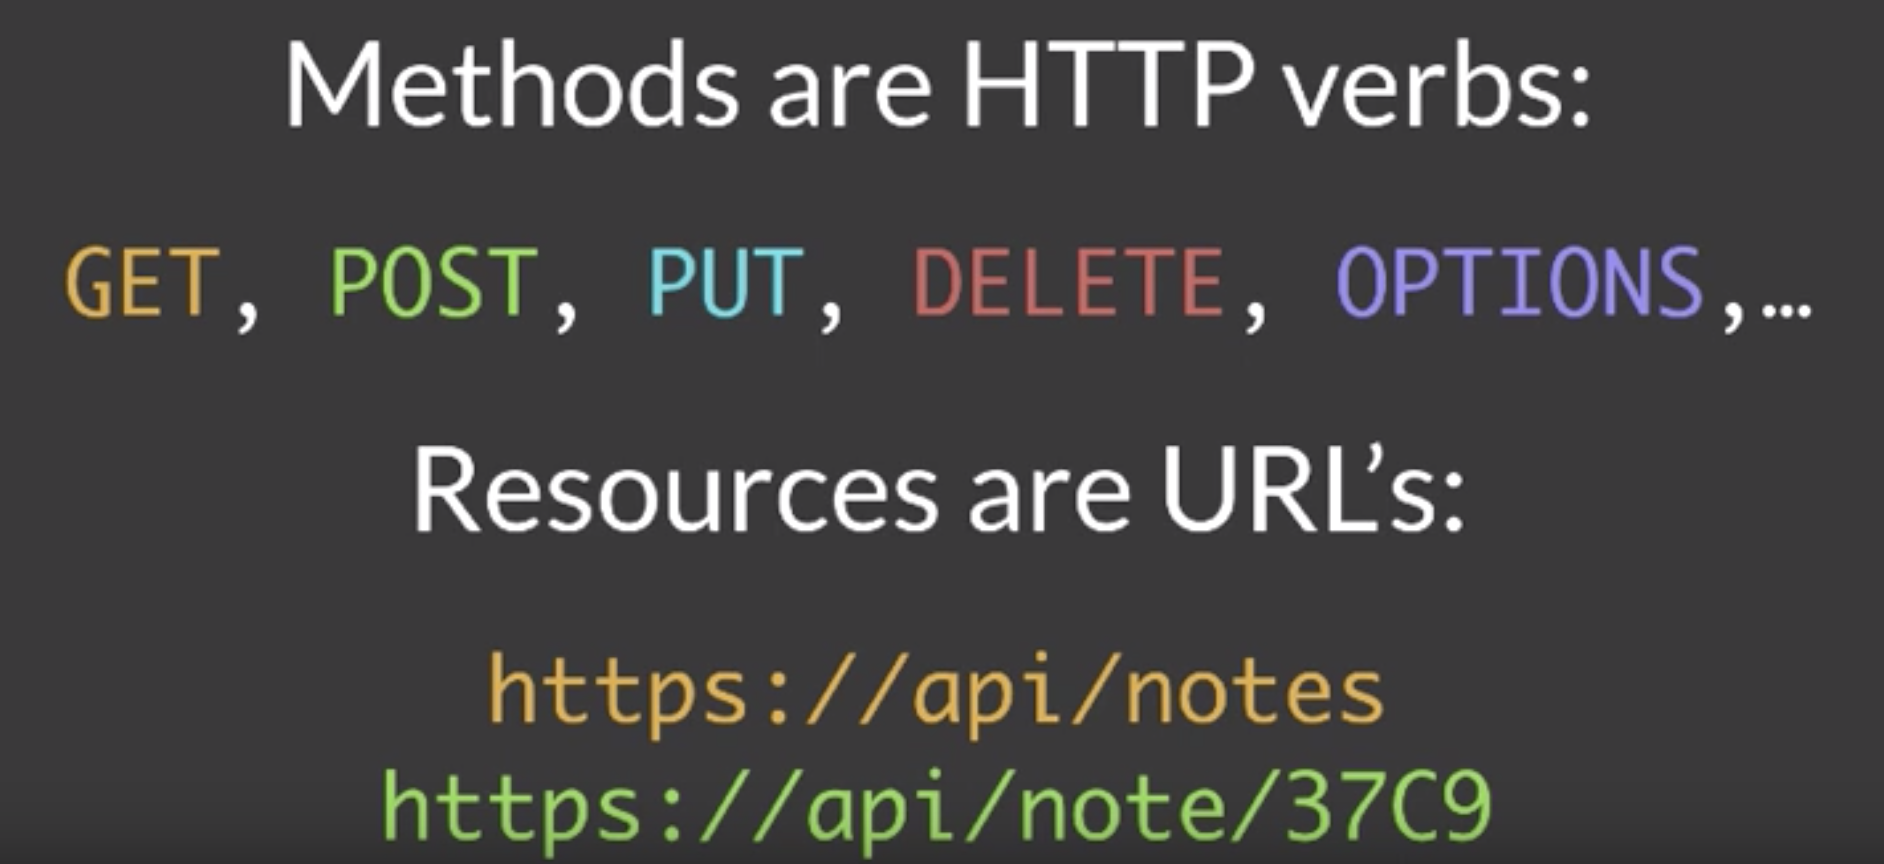 Methods are HTTP verbs:
GET, POST, PUT, DELETE, OPTIONS,…
Resources are URL’s:
https://api/notes
https://api/note/37C9